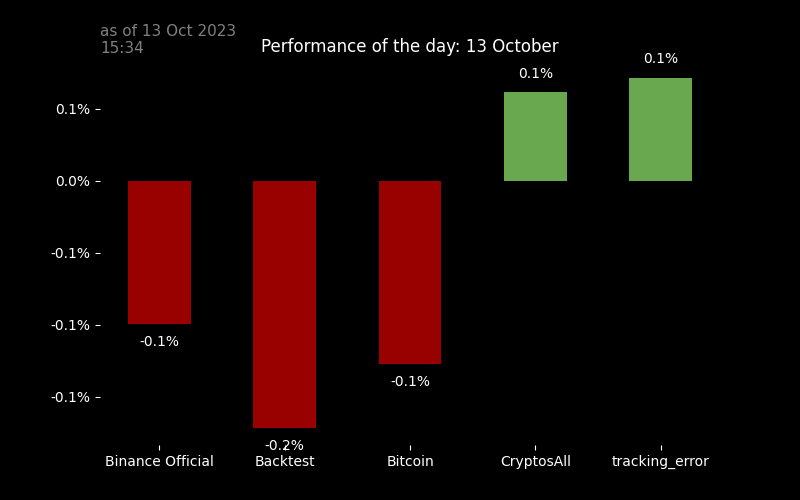 as of 13 Oct 2023
15:34
Performance of the day: 13 October
0.1%
0.0%
-0.1%
-0.1%
-0.1%
-0.1%
-0.2%
-0.1%
0.1%
0.1%
Binance Official
Backtest
Bitcoin
CryptosAll
tracking_error